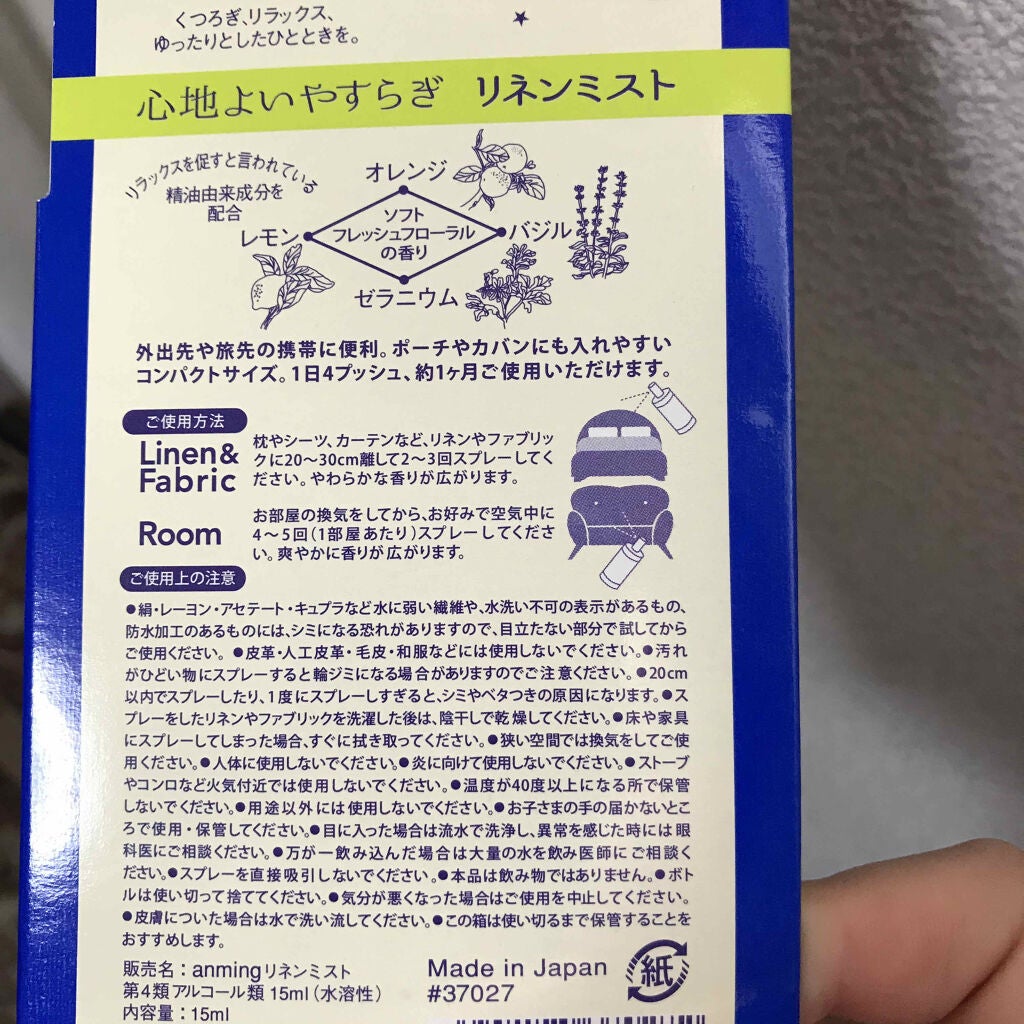 くつろぎ、リラックス、
ゆったりとしたひとときを。
心地よいやすらぎ リネンミスト
リラックスを促すと言われている
精油由来成分を
配合
オレンジ
レモン
ソフト
フレッシュフローラル
の香り
バジル
ゼラニウム
外出先や旅先の携帯に便利。ポーチやカバンにも入れやすい
コンパクトサイズ。1日4プッシュ、約1ヶ月ご使用いただけます。
ご使用方法
Linen&
Fabric
枕やシーツ、カーテンなど、リネンやファブリッ
クに20〜30cm離して2〜3回スプレーしてく
ださい。やわらかな香りが広がります。
Room
お部屋の換気をしてから、お好みで空気中に
4〜5回(1部屋あたり)スプレーしてくださ
い。爽やかに香りが広がります。
ご使用上の注意
●絹・レーヨン・アセテート・キュプラなど水に弱い繊維や、水洗い不可の表示があるもの、
防水加工のあるものには、シミになる恐れがありますので、目立たない部分で試してから
ご使用ください。●皮革・人工皮革・毛皮・和服などには使用しないでください。●汚れ
がひどい物にスプレーすると輪ジミになる場合がありますのでご注意ください。●20cm
以内でスプレーしたり、1度にスプレーしすぎると、シミやベタつきの原因になります。●ス
プレーをしたリネンやファブリックを洗濯した後は、陰干しで乾燥してください。●床や家具
にスプレーしてしまった場合、すぐに拭き取ってください。●狭い空間では換気をしてご使
用ください。●人体に使用しないでください。●炎に向けて使用しないでください。●ストーブ
やコンロなど火気付近では使用しないでください。●温度が40度以上になる所で保管
しないでください。●用途以外には使用しないでください。●お子さまの手の届かないとこ
ろで使用・保管してください。●目に入った場合は流水で洗浄し、異常を感じた時には眼
科医にご相談ください。●万が一飲み込んだ場合は大量の水を飲み医師にご相談く
ださい。●スプレーを直接吸引しないでください。●本品は飲み物ではありません。●ボト
ルは使い切って捨ててください。●気分が悪くなった場合はご使用を中止してください。
●皮膚についた場合は水で洗い流してください。●この箱は使い切るまで保管することを
おすすめします。
販売名：anmingリネンミスト
第4類アルコール類 15ml(水溶性)
内容量：15ml
Made in Japan
#37027
紙